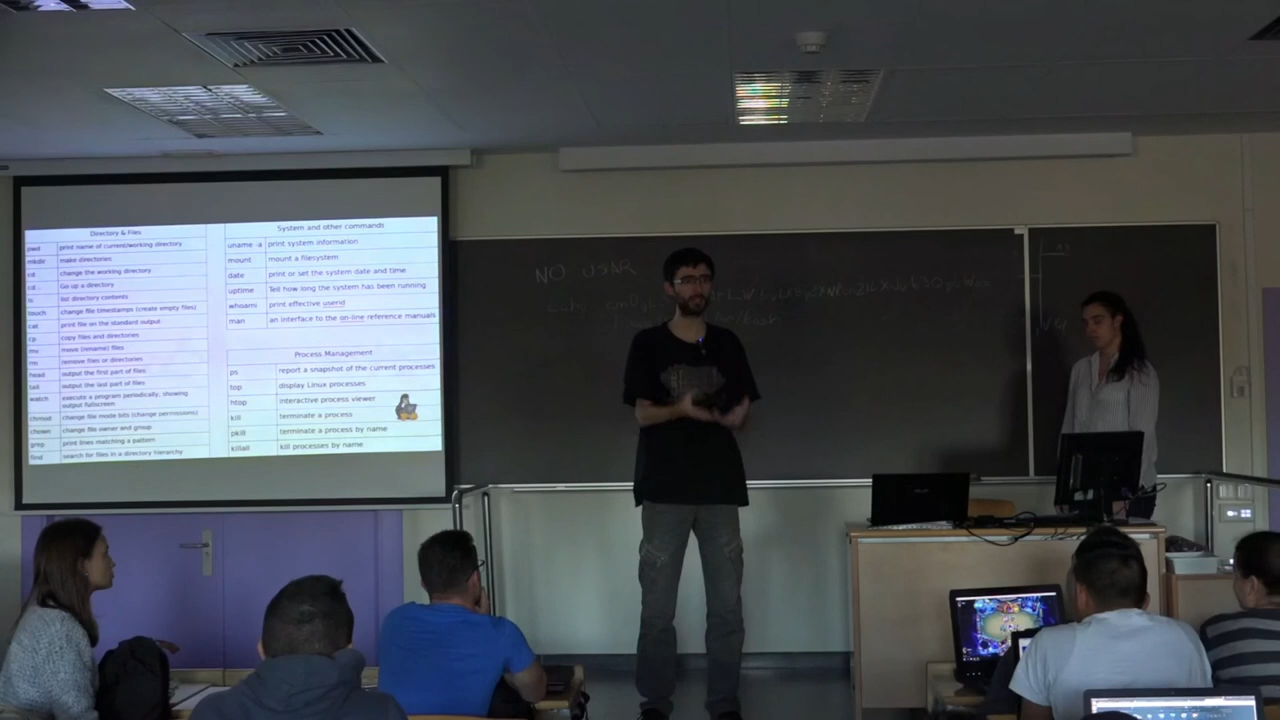 Directory & Files
pwd print name of current/working directory
mkdir make directories
cd change the working directory
cd .. Go up a directory
ls list directory contents
touch change file timestamps (create empty files)
cat print file on the standard output
cp copy files and directories
mv move (rename) files
rm remove files or directories
head output the first part of files
tail output the last part of files
watch execute a program periodically, showing
output fullscreen
chmod change file mode bits (change permissions)
chown change file owner and group
grep print lines matching a pattern
find search for files in a directory hierarchy
System and other commands
uname -a print system information
mount mount a filesystem
date print or set the system date and time
uptime Tell how long the system has been running
whoami print effective userid
man an interface to the on-line reference manuals
Process Management
ps report a snapshot of the current processes
top display Linux processes
htop interactive process viewer
kill terminate a process
pkill terminate a process by name
killall kill processes by name
NO USAR